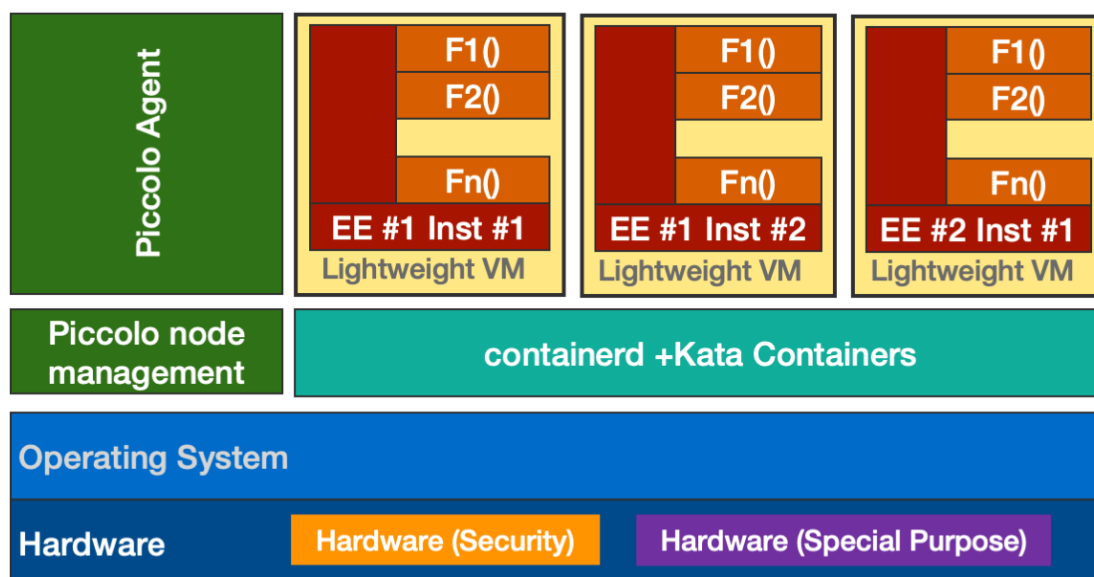 Piccolo Agent
F1()
F2()
Fn()
EE #1 Inst #1
Lightweight VM
F1()
F2()
Fn()
EE #1 Inst #2
Lightweight VM
F1()
F2()
Fn()
EE #2 Inst #1
Lightweight VM
Piccolo node
management
containerd +Kata Containers
Operating System
Hardware
Hardware (Security)
Hardware (Special Purpose)